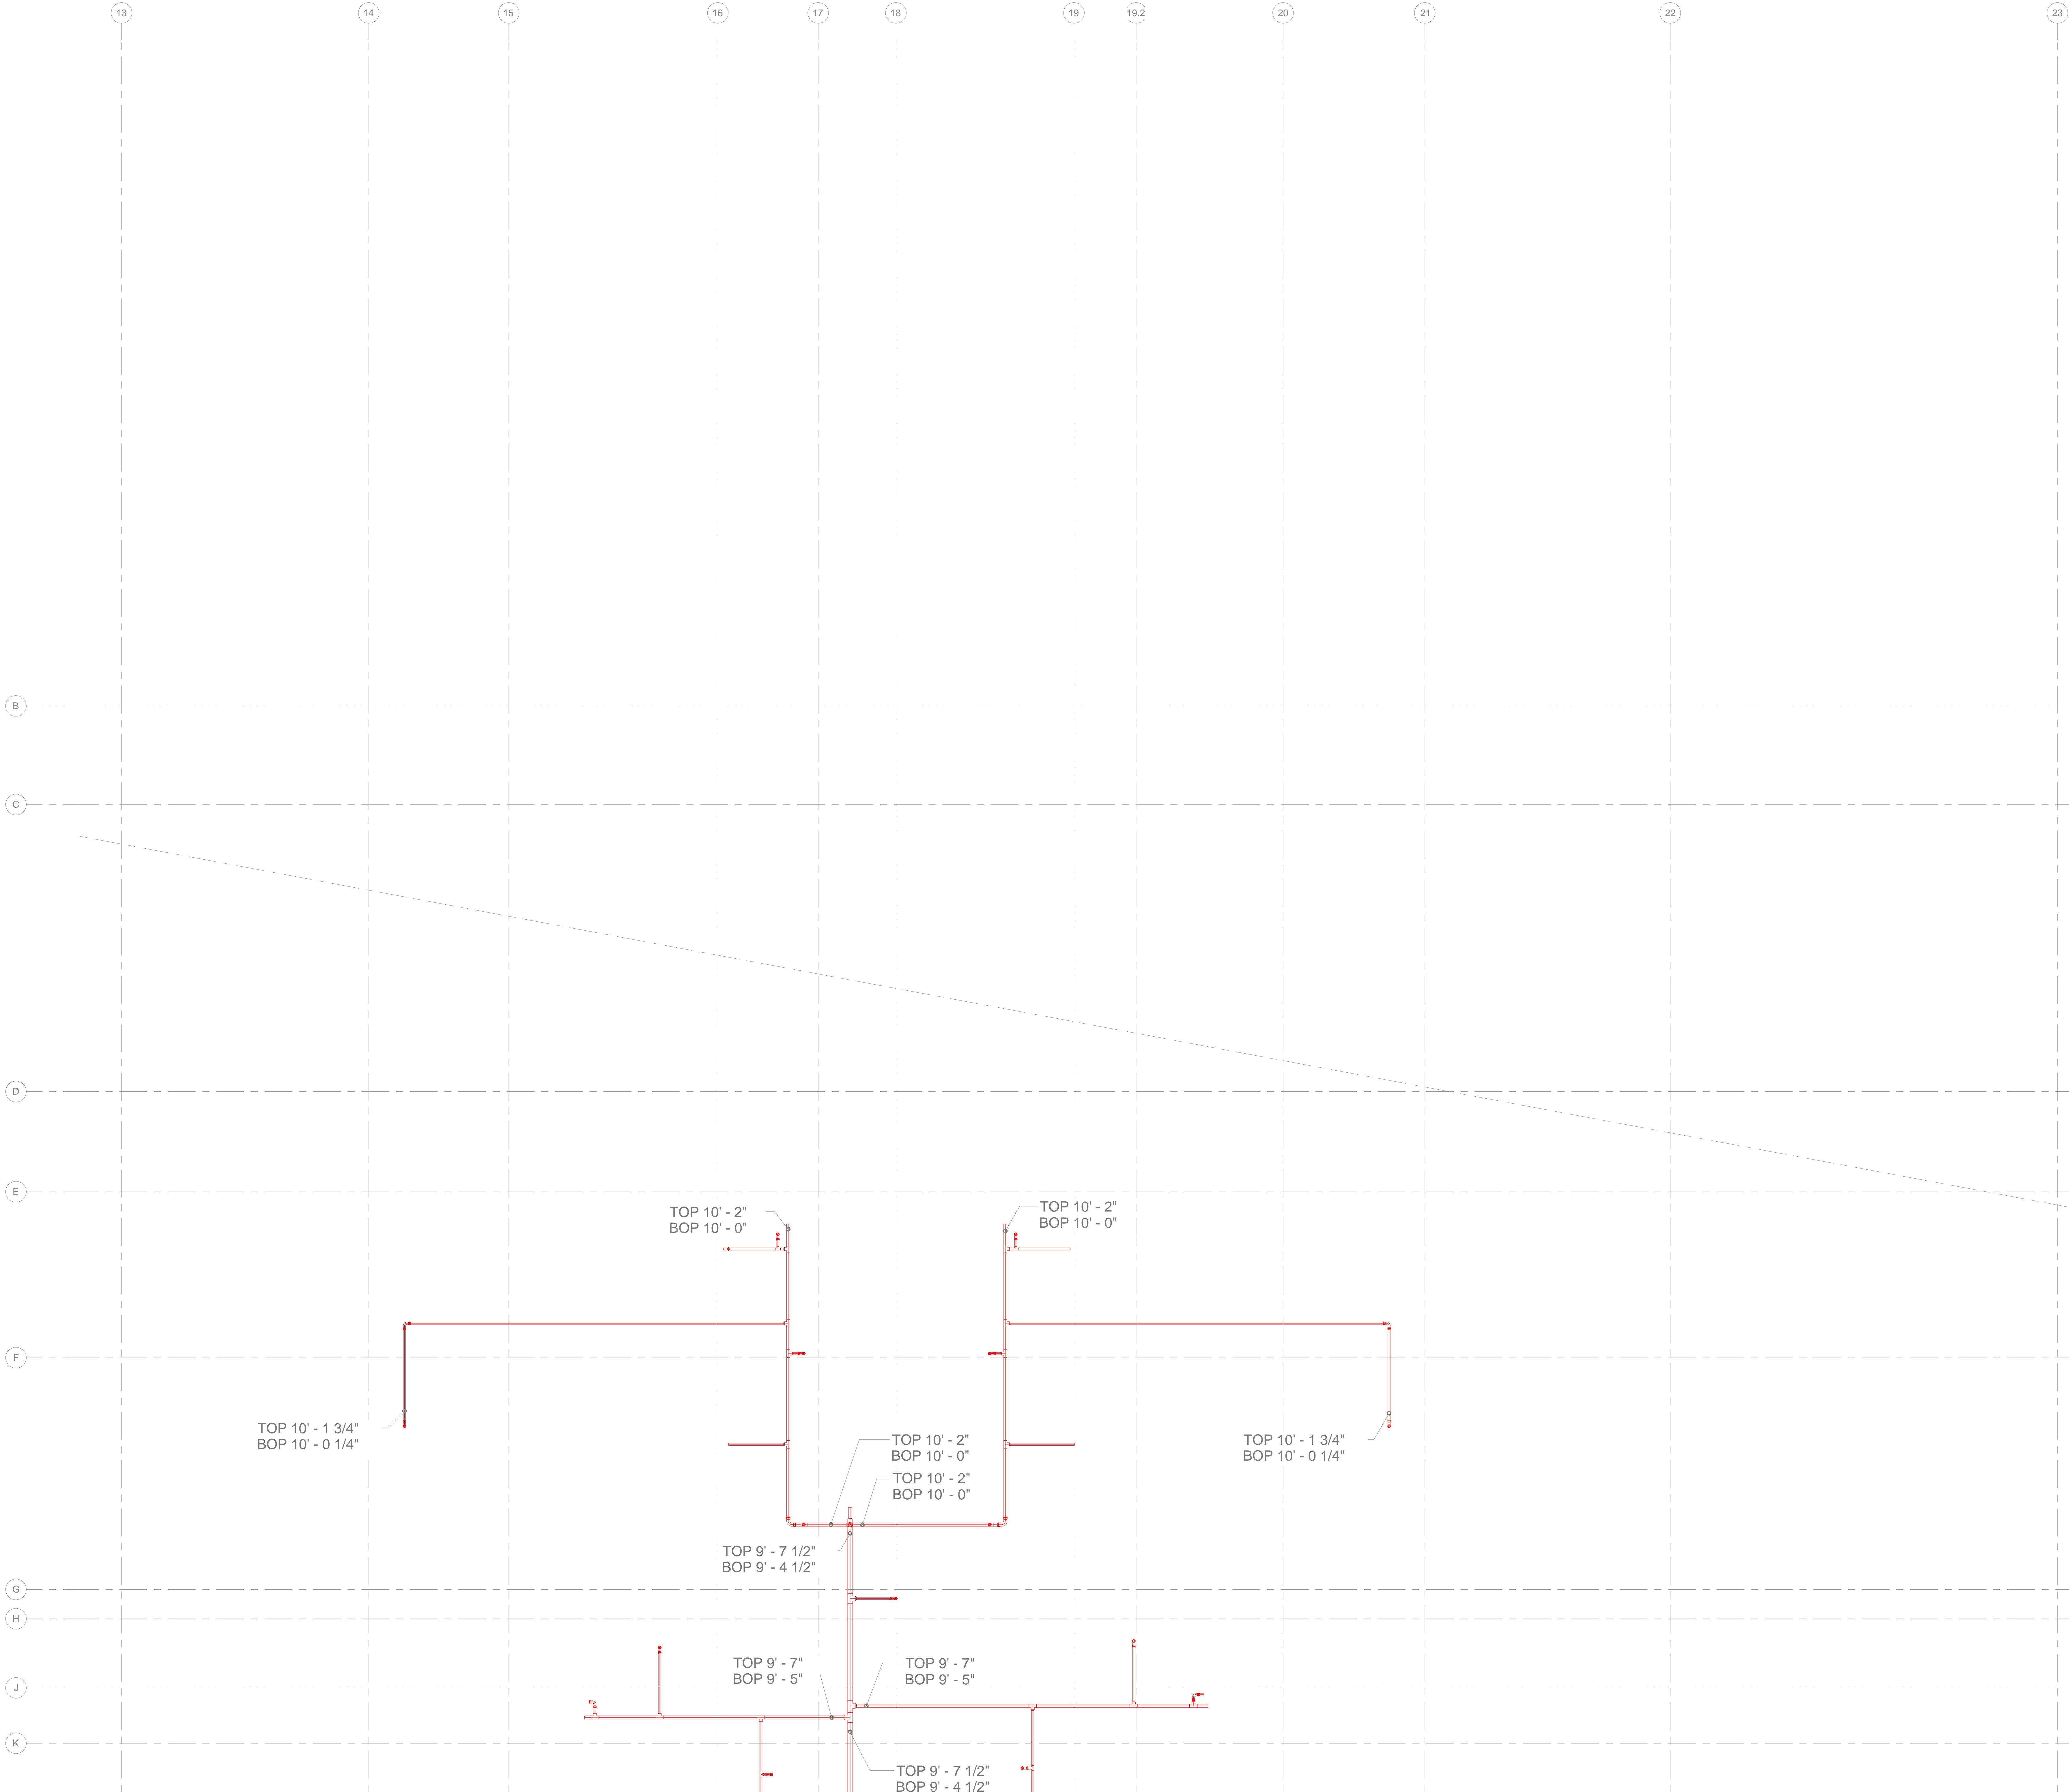 13
14
15
16
17
18
19
19.2
20
21
22
23
B
C
D
E
TOP 10' - 2"
BOP 10' - 0"
TOP 10' - 2"
BOP 10' - 0"
F
TOP 10' - 1 3/4"
BOP 10' - 0 1/4"
TOP 10' - 2"
BOP 10' - 0"
TOP 10' - 1 3/4"
BOP 10' - 0 1/4"
TOP 10' - 2"
BOP 10' - 0"
TOP 9' - 7 1/2"
BOP 9' - 4 1/2"
G
H
TOP 9' - 7"
BOP 9' - 5"
TOP 9' - 7"
BOP 9' - 5"
J
K
TOP 9' - 7 1/2"
BOP 9' - 4 1/2"